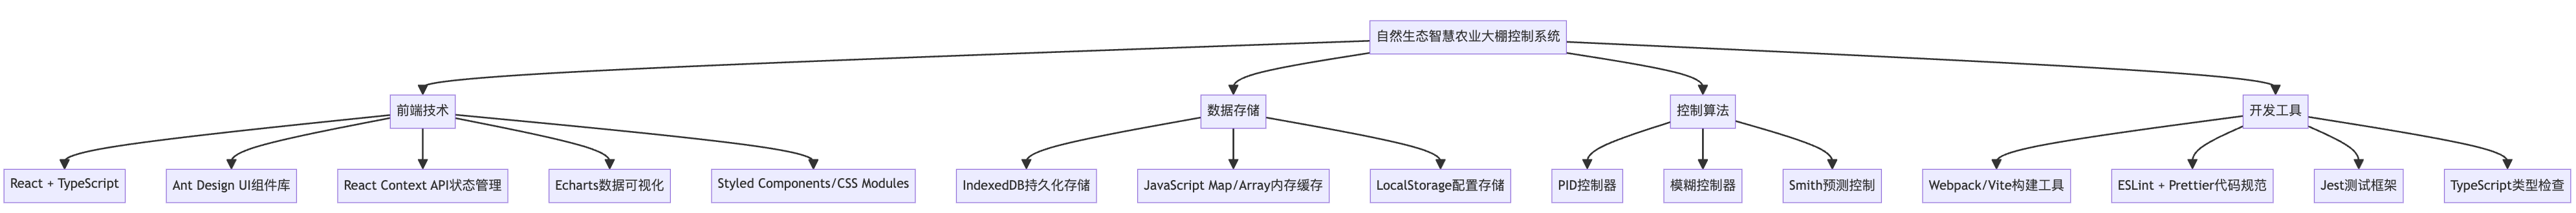 自然生态智慧农业大棚控制系统
前端技术
数据存储
控制算法
开发工具
React + TypeScript
Ant Design UI组件库
React Context API状态管理
Echarts数据可视化
Styled Components/CSS Modules
IndexedDB持久化存储
JavaScript Map/Array内存缓存
LocalStorage配置存储
PID控制器
模糊控制器
Smith预测控制
Webpack/Vite构建工具
ESLint + Prettier代码规范
Jest测试框架
TypeScript类型检查